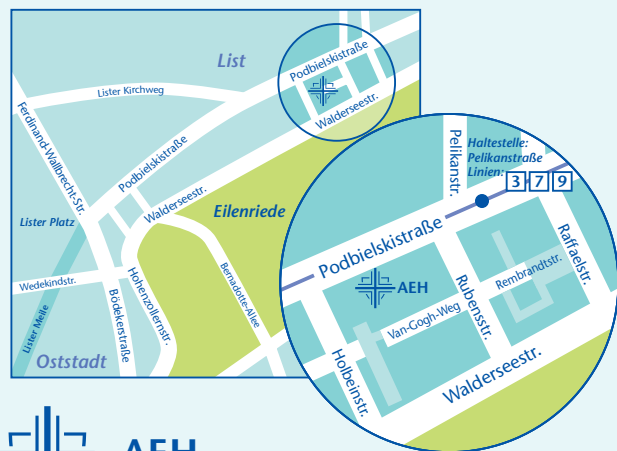 List
Podbielskistraße
Lister Kirchweg
Walderseestr.
Ferdinand-Wallbrecht-Str.
Podbielskistraße
Walderseestr.
Eilenriede
Lister Platz
Wedekindstr.
Hohenzollernstr.
Bernadotte-Allee
Bödekerstraße
Lister Meile
Oststadt
Pelikanstr.
Haltestelle:
Pelikanstraße
Linien: 3 7 9
Podbielskistraße
Raffaelstr.
AEH
Rubensstr.
Rembrandtstr.
Van-Gogh-Weg
Holbeinstr.
Walderseestr.
AEH